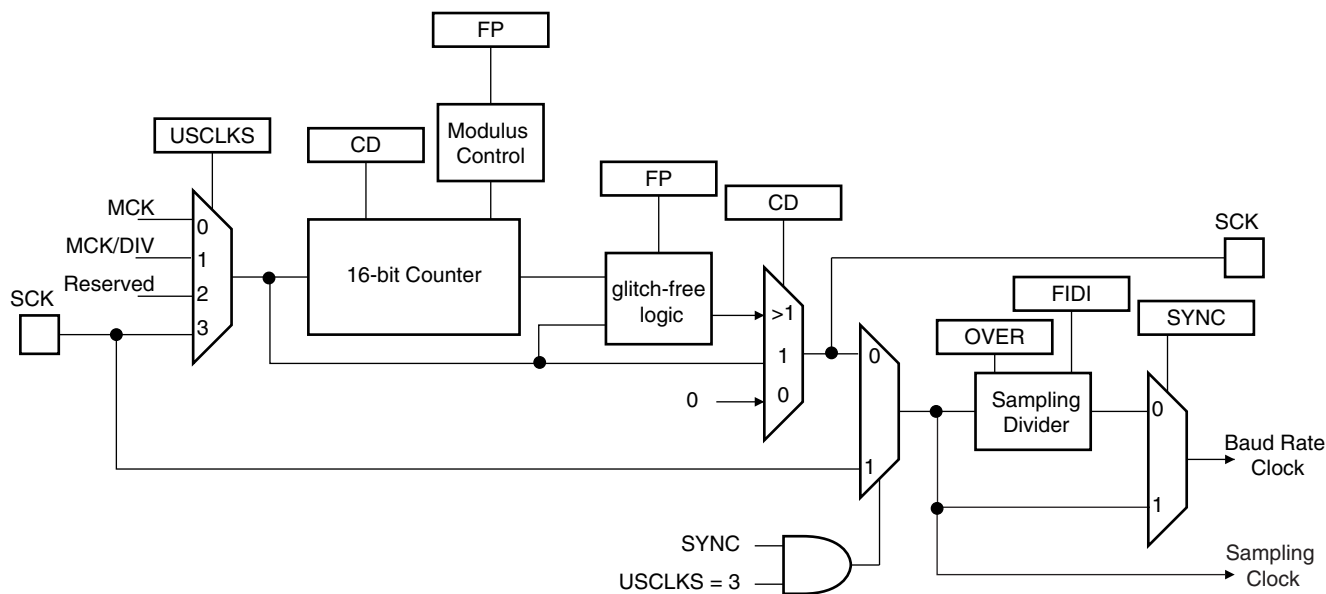 FP
USCLKS
CD
Modulus
Control
MCK
0
MCK/DIV
1
Reserved
2
SCK
3
16-bit Counter
FP
glitch-free
logic
CD
>1
1
0
0
SCK
0
1
FIDI
OVER
SYNC
Sampling
Divider
0
1
Baud Rate
Clock
SYNC
USCLKS = 3
Sampling
Clock